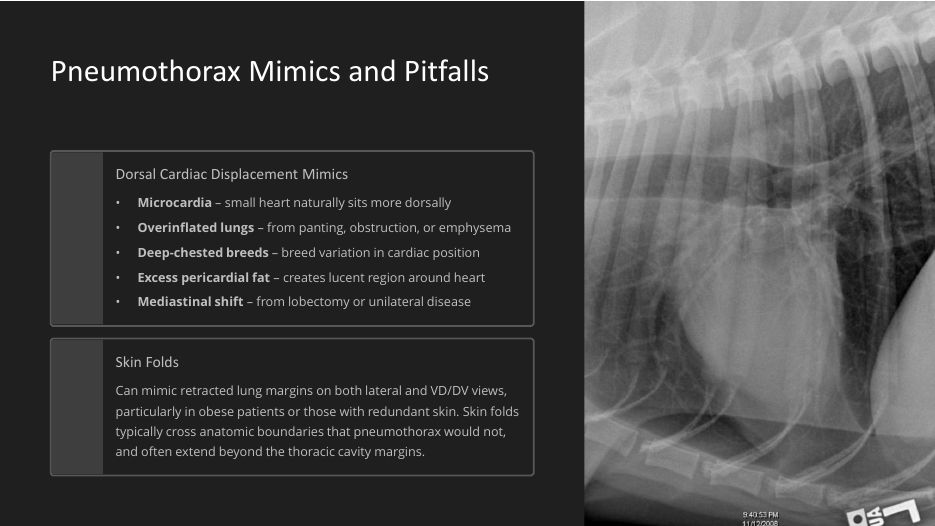 Pneumothorax Mimics and Pitfalls
Dorsal Cardiac Displacement Mimics
• Microcardia – small heart naturally sits more dorsally
• Overinflated lungs – from panting, obstruction, or emphysema
• Deep-chested breeds – breed variation in cardiac position
• Excess pericardial fat – creates lucent region around heart
• Mediastinal shift – from lobectomy or unilateral disease
Skin Folds
Can mimic retracted lung margins on both lateral and VD/DV views,
particularly in obese patients or those with redundant skin. Skin folds
typically cross anatomic boundaries that pneumothorax would not,
and often extend beyond the thoracic cavity margins.
9:40:53 PM
11/12/2008
L